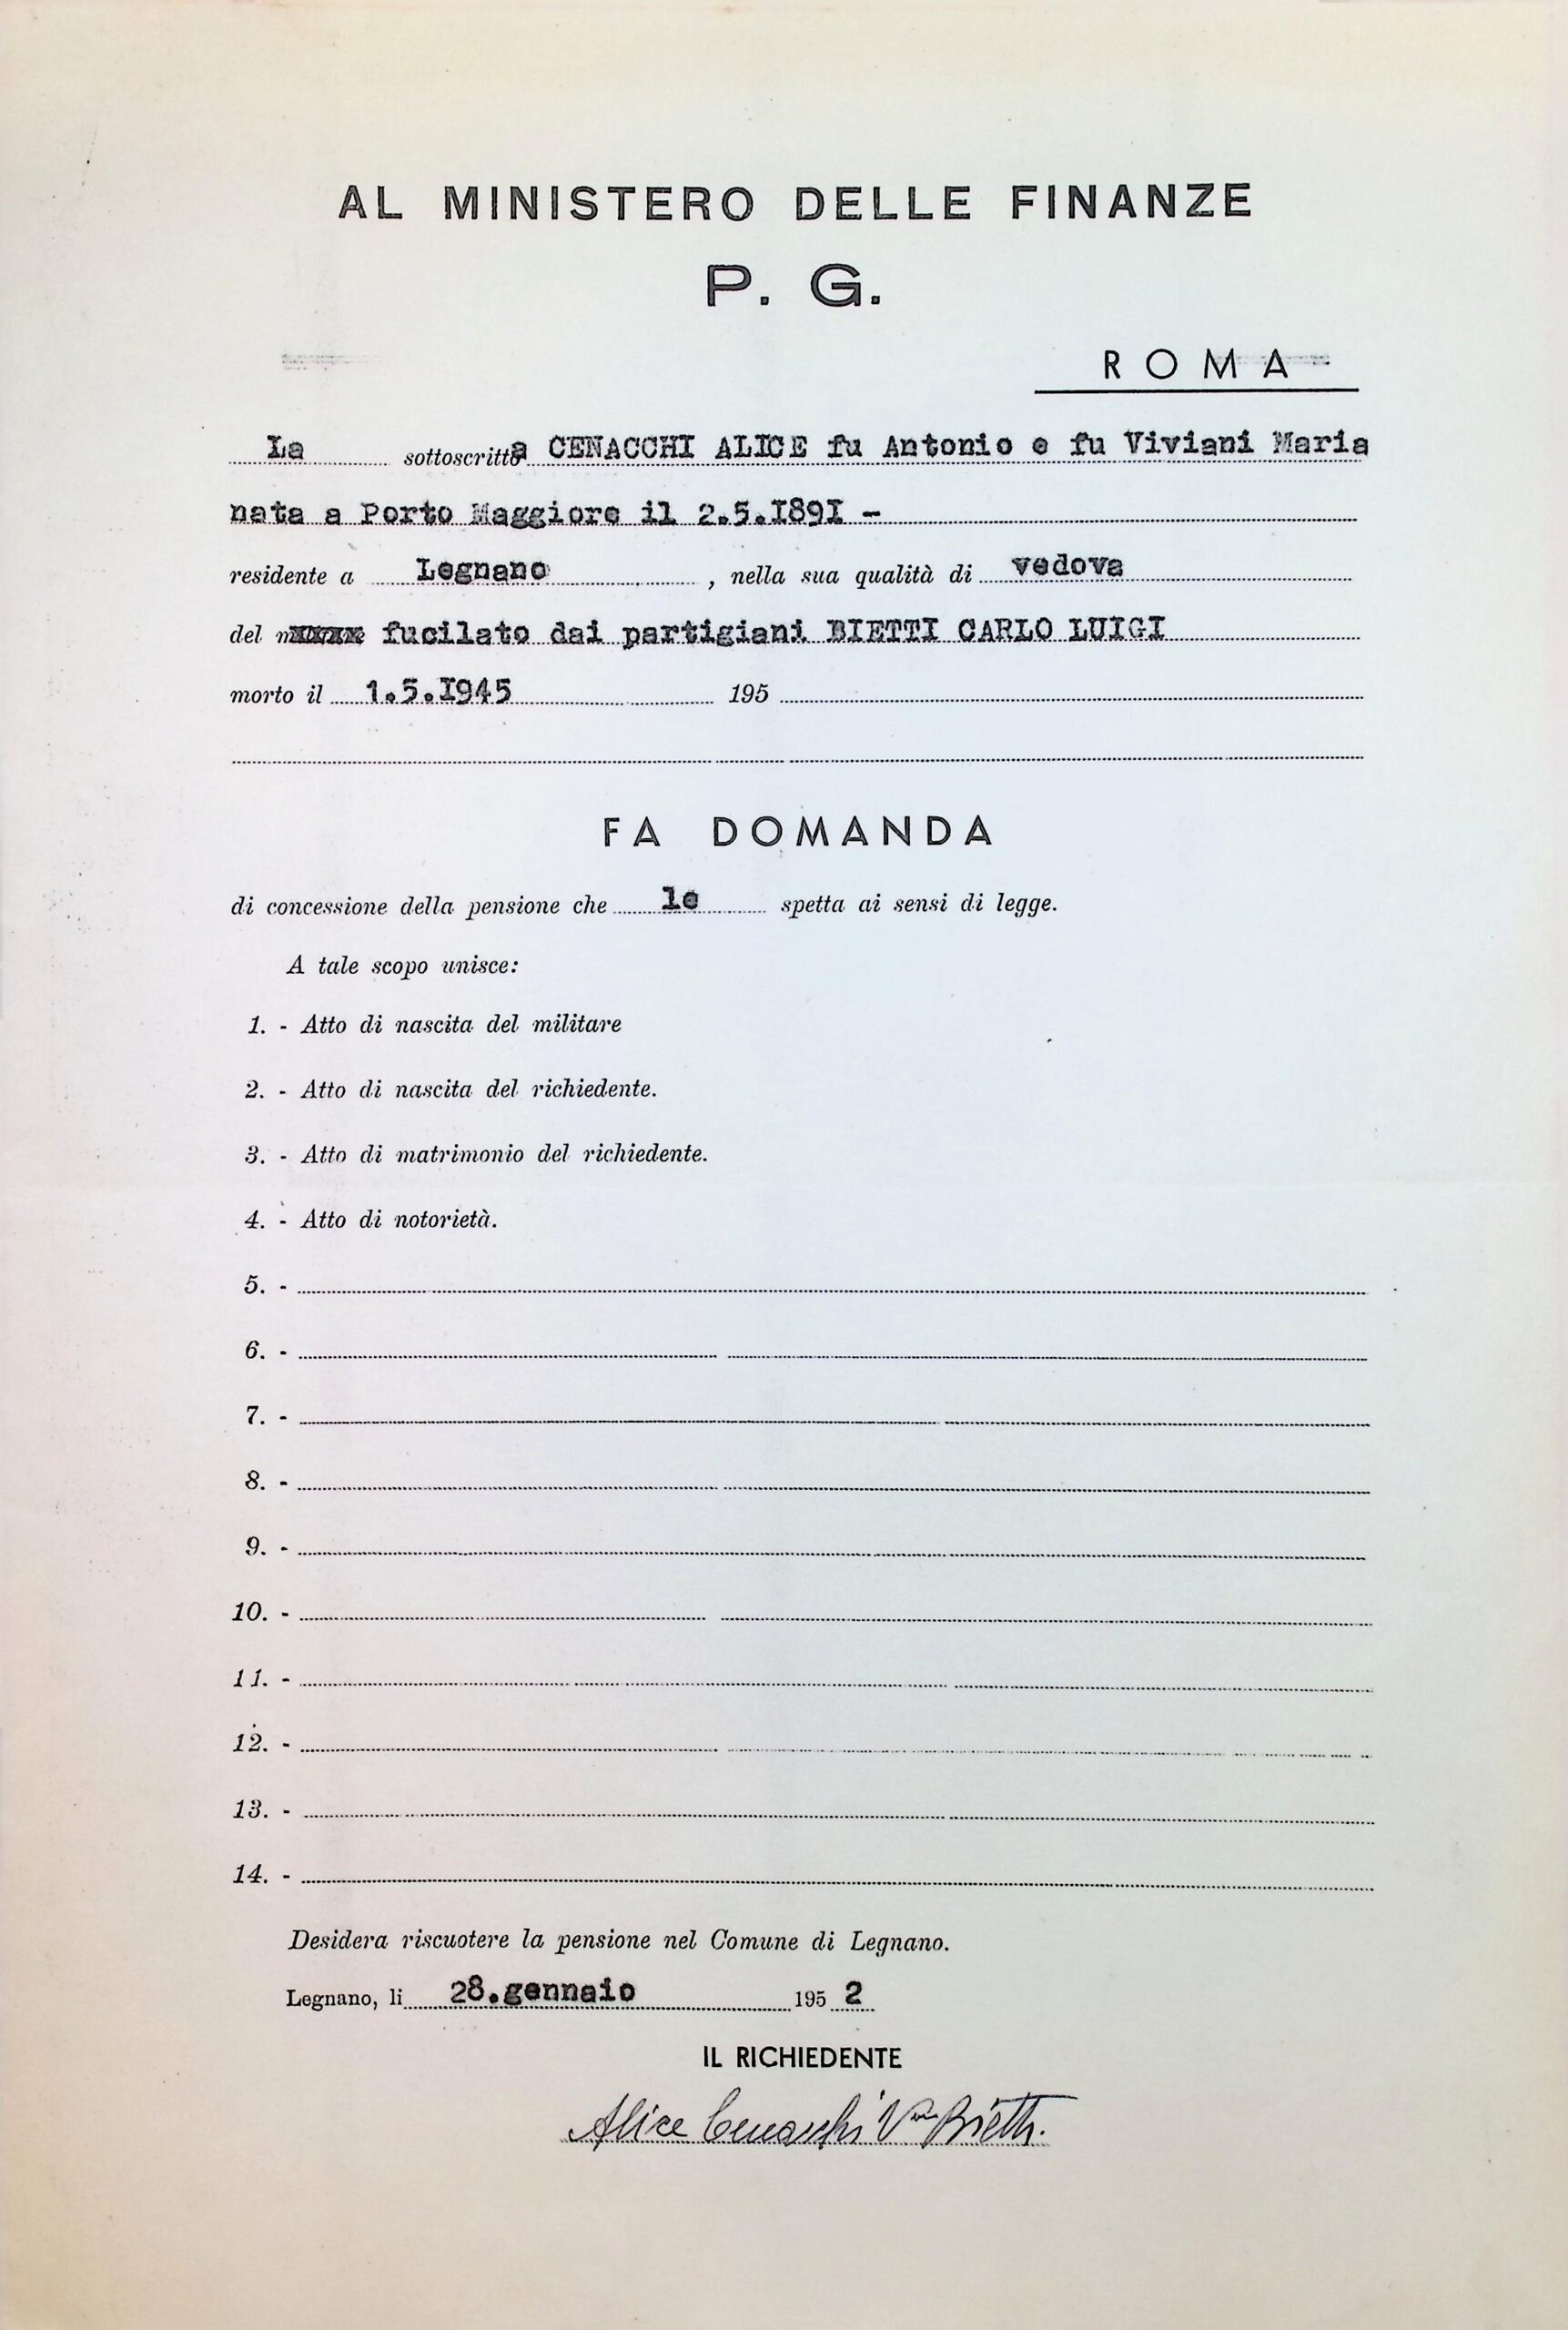 AL MINISTERO DELLE FINANZE
P. G.
ROMA
La sottoscritta CENACCHI ALICE fu Antonio e fu Viviani Maria
nata a Porto Maggiore il 2.5.I89I -
residente a Legnano , nella sua qualità di vedova
del fucilato dai partigiani BIETTI CARLO LUIGI
morto il 1.5.I945 195
FA DOMANDA
di concessione della pensione che le spetta ai sensi di legge.
A tale scopo unisce:
1. - Atto di nascita del militare
2. - Atto di nascita del richiedente.
3. - Atto di matrimonio del richiedente.
4. - Atto di notorietà.
5. -
6. -
7. -
8. -
9. -
10. -
11. -
12. -
13. -
14. -
Desidera riscuotere la pensione nel Comune di Legnano.
Legnano, li 28.gennaio 195 2
IL RICHIEDENTE
Alice Cenacchi V.va Bietti.